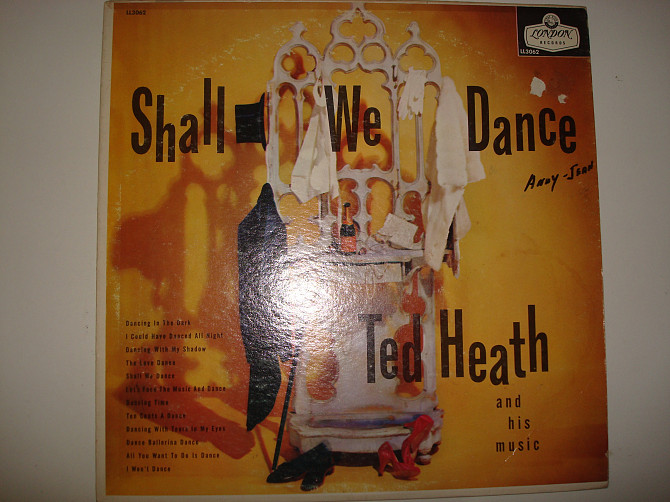 LL3062
LONDON
RECORDS
LL3062
Shall We Dance
ANDY-JEAN
Dancing In The Dark
I Could Have Danced All Night
Dancing With My Shadow
The Love Dance
Shall We Dance
Let's Face The Music And Dance
Dancing Time
Ten Cents A Dance
Dancing With Tears In My Eyes
Dance Ballerina Dance
All You Want To Do Is Dance
I Won't Dance
Ted Heath
and
his
music